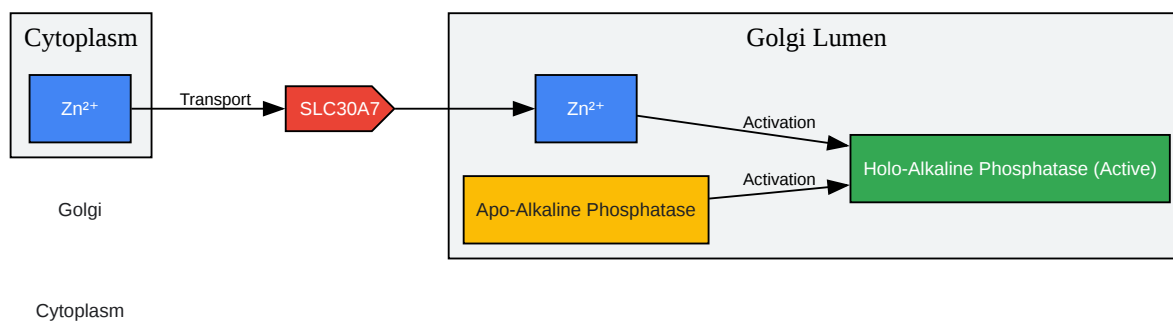 Cytoplasm
Golgi Lumen
Zn²⁺
Transport
SLC30A7
Zn²⁺
Activation
Holo-Alkaline Phosphatase (Active)
Activation
Apo-Alkaline Phosphatase
Golgi
Cytoplasm